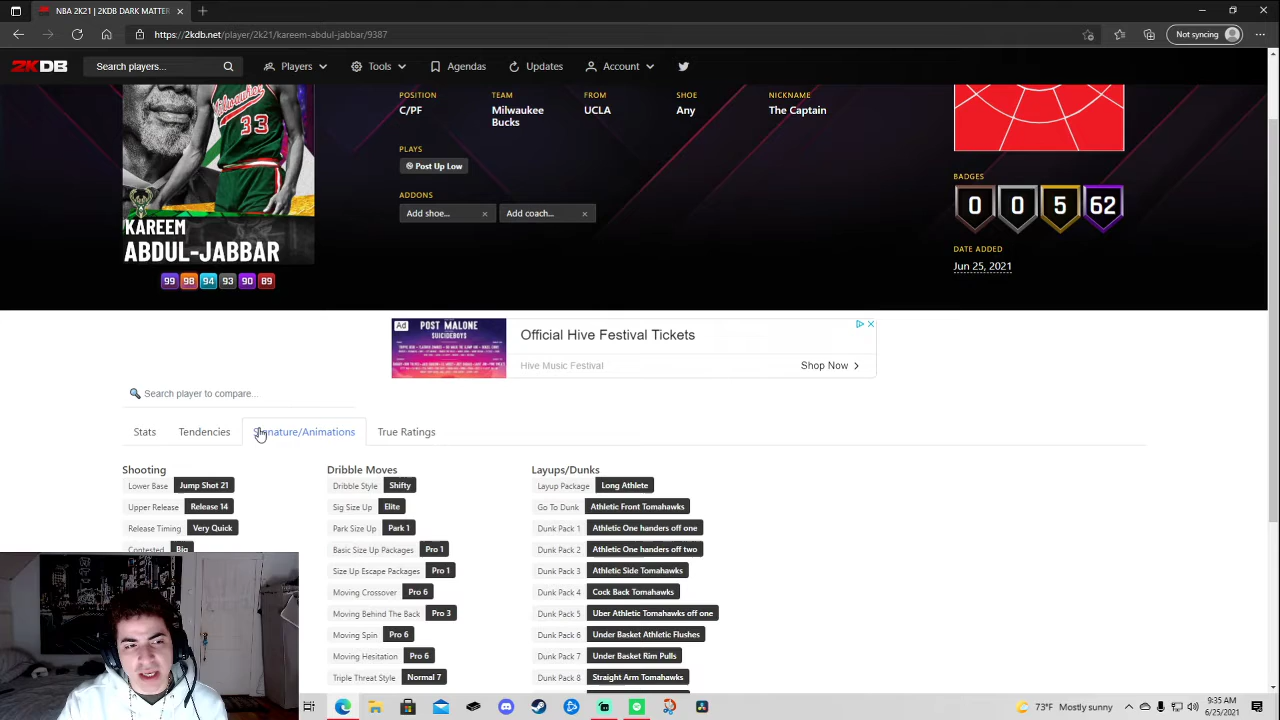 NBA 2K21 | 2KDB DARK MATTER
https://2kdb.net/player/2k21/kareem-abdul-jabbar/9387
Not syncing
2KDB
Search players...
Players
Tools
Agendas
Updates
Account
POSITION
C/PF
TEAM
Milwaukee
Bucks
FROM
UCLA
SHOE
Any
NICKNAME
The Captain
PLAYS
Post Up Low
ADDONS
Add shoe... ×
Add coach... ×
BADGES
0 0 5 62
DATE ADDED
Jun 25, 2021
Milwaukee
33
KAREEM
ABDUL-JABBAR
99 98 94 93 90 89
Ad
POST MALONE
SUICIDEBOYS
Official Hive Festival Tickets
Hive Music Festival
Shop Now >
Search player to compare...
Stats Tendencies Signature/Animations True Ratings
Shooting
Lower Base Jump Shot 21
Upper Release Release 14
Release Timing Very Quick
Contested Big
Dribble Moves
Dribble Style Shifty
Sig Size Up Elite
Park Size Up Park 1
Basic Size Up Packages Pro 1
Size Up Escape Packages Pro 1
Moving Crossover Pro 6
Moving Behind The Back Pro 3
Moving Spin Pro 6
Moving Hesitation Pro 6
Triple Threat Style Normal 7
Layups/Dunks
Layup Package Long Athlete
Go To Dunk Athletic Front Tomahawks
Dunk Pack 1 Athletic One handers off one
Dunk Pack 2 Athletic One handers off two
Dunk Pack 3 Athletic Side Tomahawks
Dunk Pack 4 Cock Back Tomahawks
Dunk Pack 5 Uber Athletic Tomahawks off one
Dunk Pack 6 Under Basket Athletic Flushes
Dunk Pack 7 Under Basket Rim Pulls
Dunk Pack 8 Straight Arm Tomahawks
73°F Mostly sunny
9:35 AM
6/25/2021